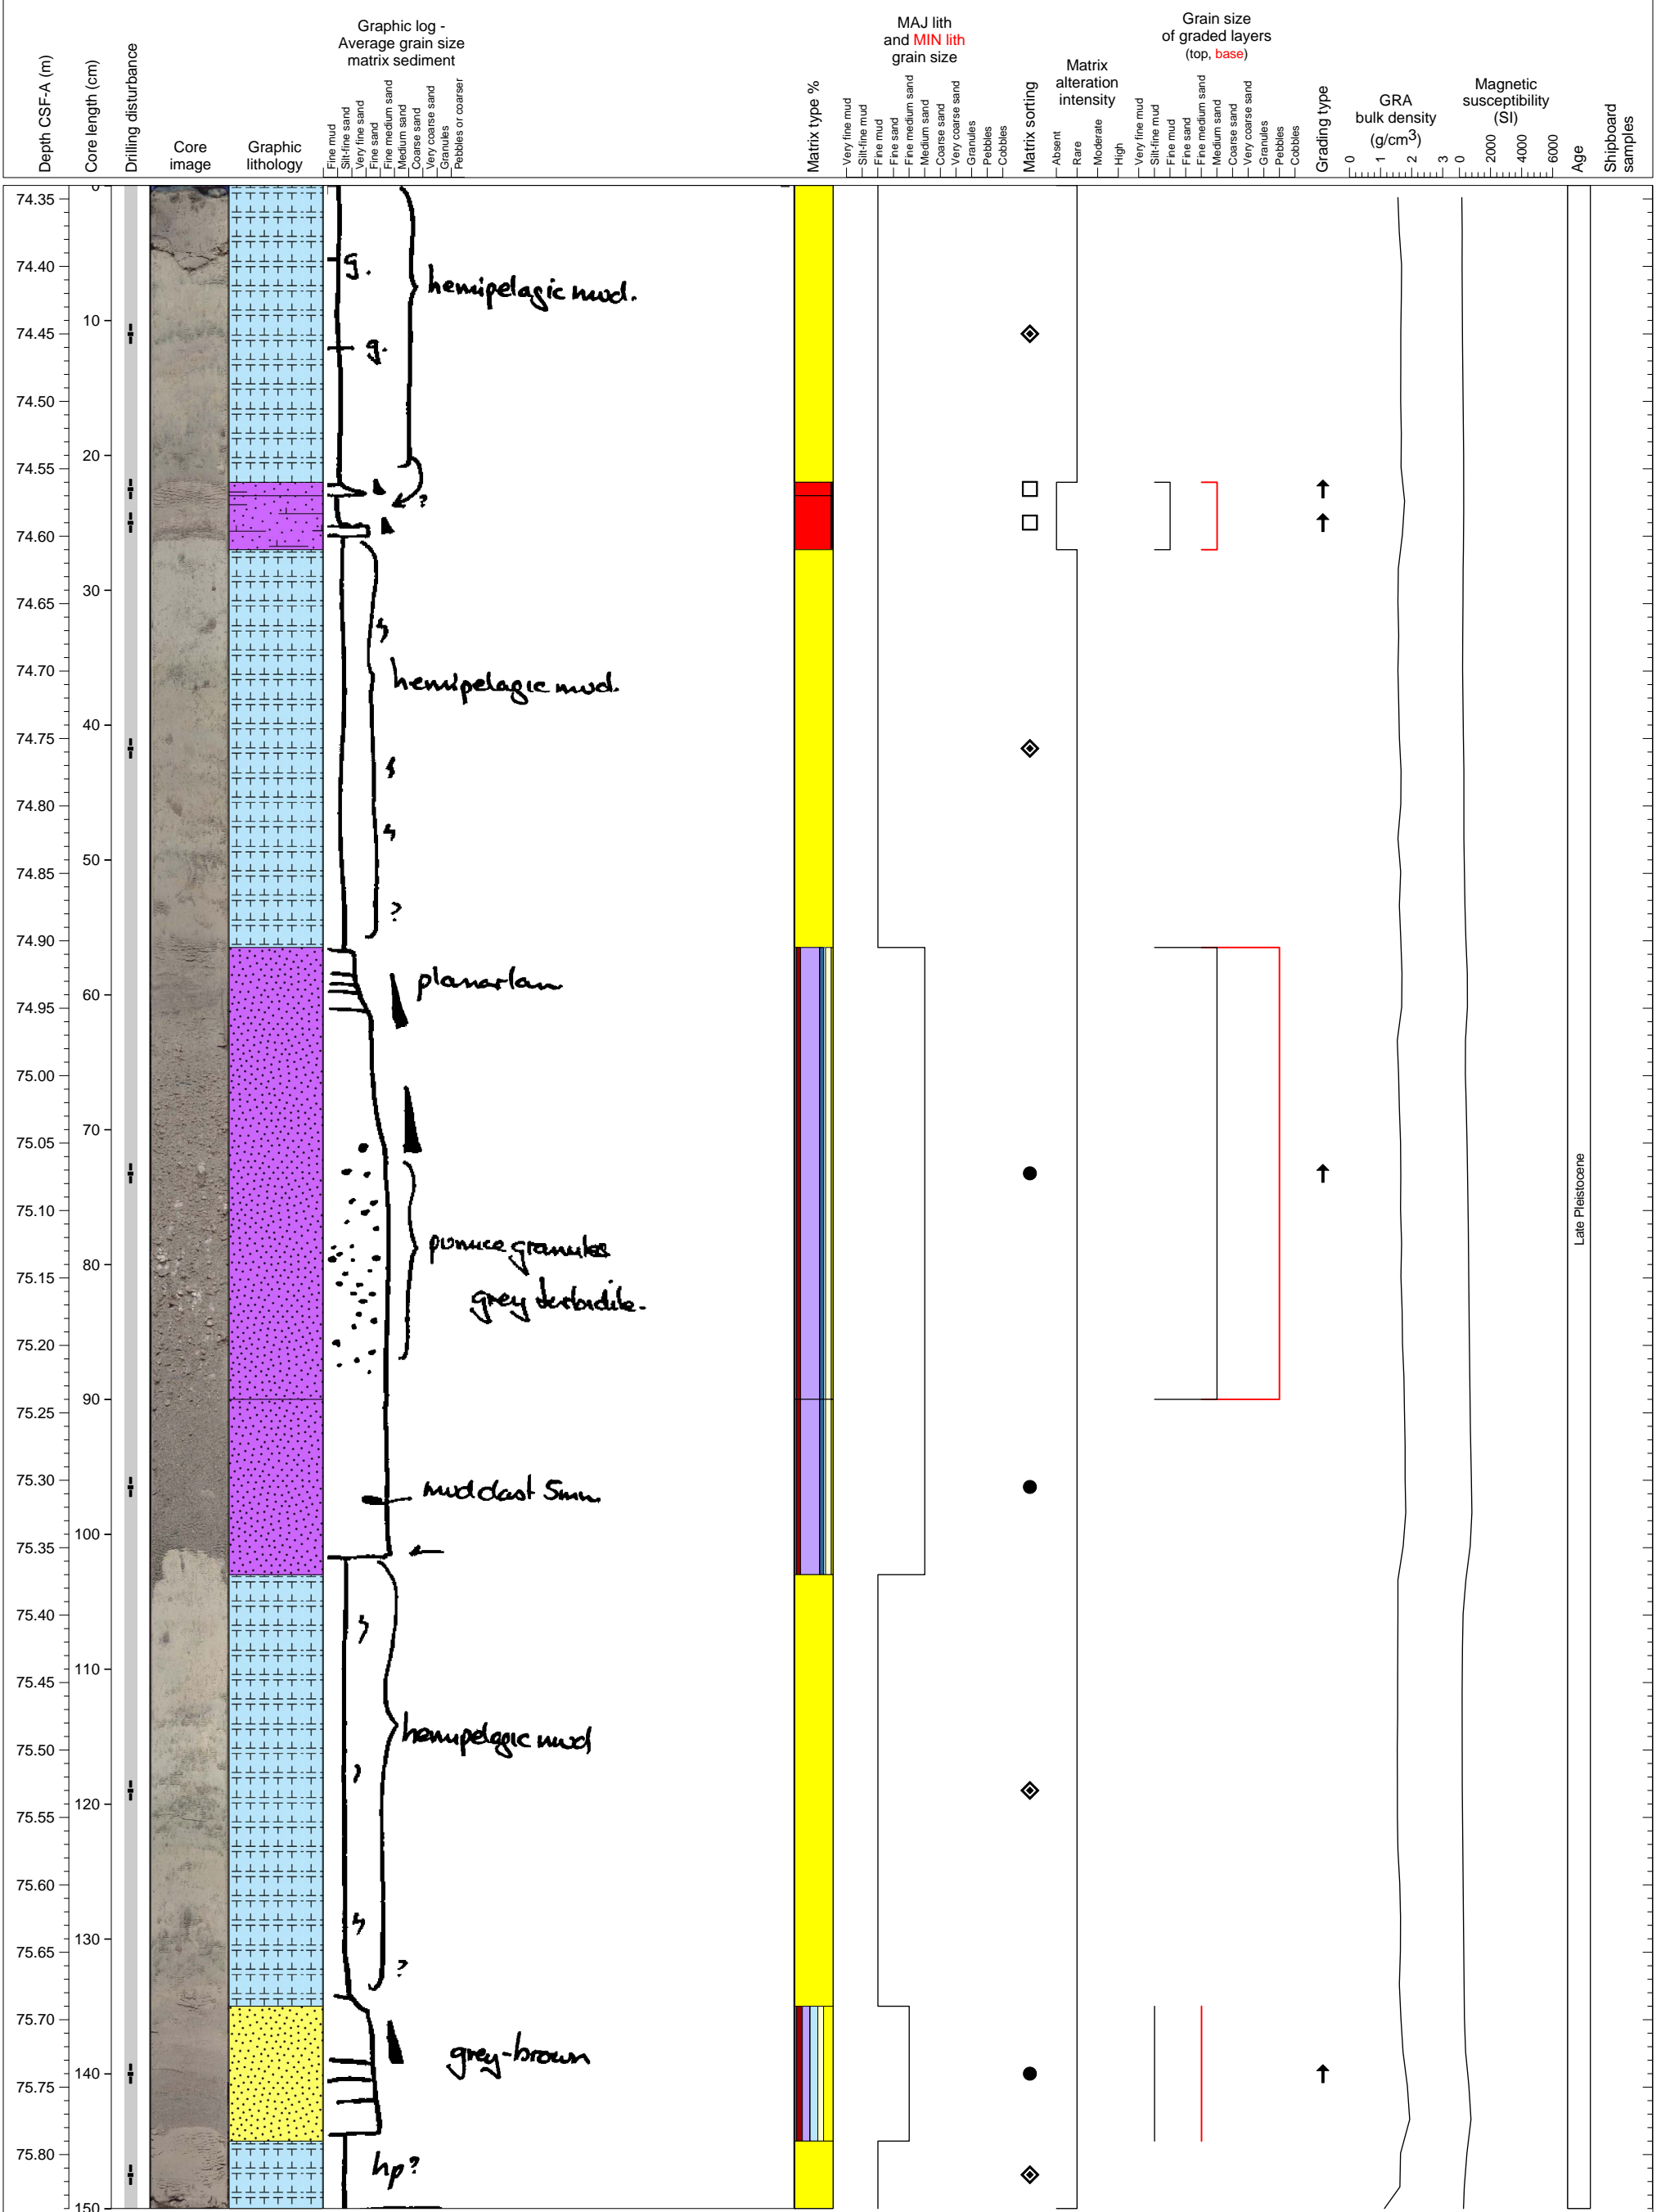 Depth CSF-A (m)
Core length (cm)
Drilling disturbance
Core
image
Graphic
lithology
Graphic log -
Average grain size
matrix sediment
Fine mud
Silt-fine sand
Very fine sand
Fine sand
Fine medium sand
Medium sand
Coarse sand
Very coarse sand
Granules
Pebbles or coarser
Matrix type %
MAJ lith
and MIN lith
grain size
Very fine mud
Silt-fine mud
Fine mud
Fine sand
Fine medium sand
Medium sand
Coarse sand
Very coarse sand
Granules
Pebbles
Cobbles
Matrix sorting
Matrix
alteration
intensity
Absent
Rare
Moderate
High
Grain size
of graded layers
(top, base)
Very fine mud
Silt-fine mud
Fine mud
Fine sand
Fine medium sand
Medium sand
Coarse sand
Very coarse sand
Granules
Pebbles
Cobbles
Grading type
GRA
bulk density
(g/cm3)
0 1 2 3
Magnetic
susceptibility
(SI)
0 2000 4000 6000
Age
Shipboard
samples
0
74.35
74.40
g.
hemipelagic mud.
10
74.45
g.
74.50
20
74.55
?
74.60
30
74.65
74.70
hemipelagic mud.
40
74.75
74.80
50
74.85
?
74.90
planar lam
60
74.95
75.00
70
75.05
75.10
Late Pleistocene
pumice granules
80
75.15
grey turbidite.
75.20
90
75.25
mud clast 5mm
75.30
100
75.35
75.40
110
75.45
hemipelagic mud
75.50
120
75.55
75.60
130
75.65
?
75.70
grey-brown
140
75.75
75.80
hp?
150